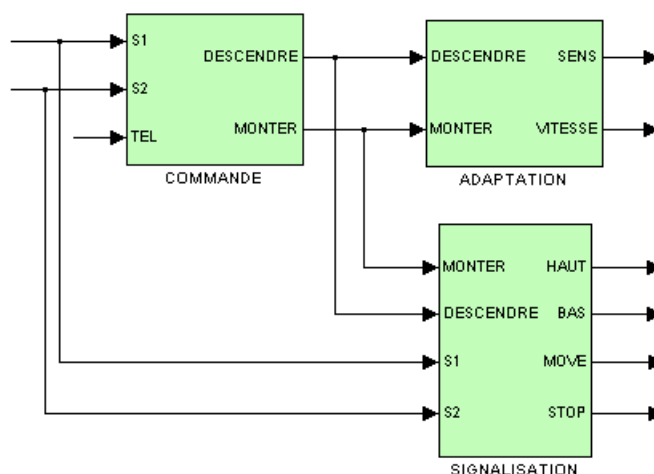 S1
DESCENDRE
S2
MONTER
TEL
COMMANDE
DESCENDRE SENS
MONTER VITESSE
ADAPTATION
MONTER HAUT
DESCENDRE BAS
S1 MOVE
S2 STOP
SIGNALISATION